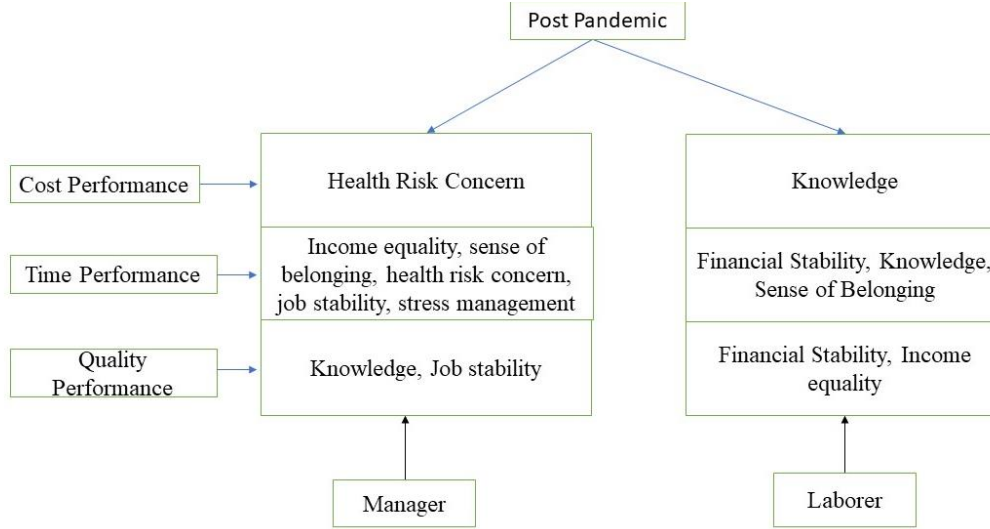 Post Pandemic
Cost Performance
Health Risk Concern
Knowledge
Time Performance
Income equality, sense of
belonging, health risk concern,
job stability, stress management
Financial Stability, Knowledge,
Sense of Belonging
Quality
Performance
Knowledge, Job stability
Financial Stability, Income
equality
Manager
Laborer